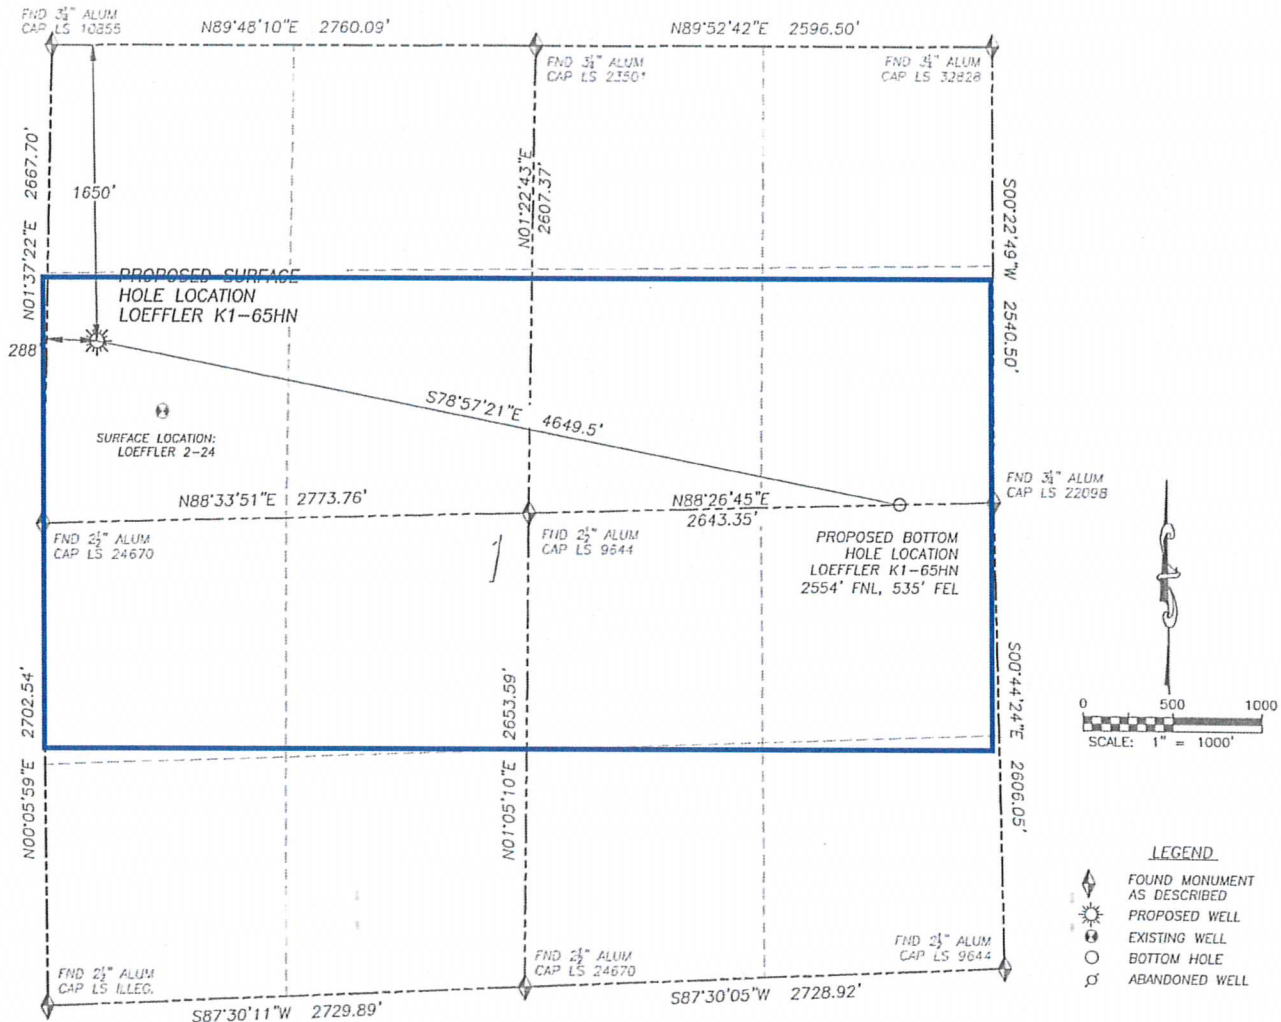 FND 3¼" ALUM
CAP LS 10855
N89°48'10"E 2760.09'
N89°52'42"E 2596.50'
FND 3¼" ALUM
CAP LS 2350
FND 3¼" ALUM
CAP LS 32828
N01°37'22"E 2667.70'
1650'
N01°22'43"E
2607.37'
S00°22'49"W 2540.50'
PROPOSED SURFACE
HOLE LOCATION
LOEFFLER K1-65HN
288'
S78°57'21"E 4649.5'
SURFACE LOCATION:
LOEFFLER 2-24
N88°33'51"E 2773.76'
N88°26'45"E
2643.35'
FND 3¼" ALUM
CAP LS 22098
FND 2½" ALUM
CAP LS 24670
FND 2½" ALUM
CAP LS 9644
1
PROPOSED BOTTOM
HOLE LOCATION
LOEFFLER K1-65HN
2554' FNL, 535' FEL
N00°05'59"E 2702.54'
N01°05'10"E 2653.59'
S00°44'24"E 2606.05'
0 500 1000
SCALE: 1" = 1000'
LEGEND
FOUND MONUMENT
AS DESCRIBED
PROPOSED WELL
EXISTING WELL
BOTTOM HOLE
ABANDONED WELL
FND 2½" ALUM
CAP LS ILLEG.
FND 2½" ALUM
CAP LS 24670
FND 2½" ALUM
CAP LS 9644
S87°30'11"W 2729.89'
S87°30'05"W 2728.92'